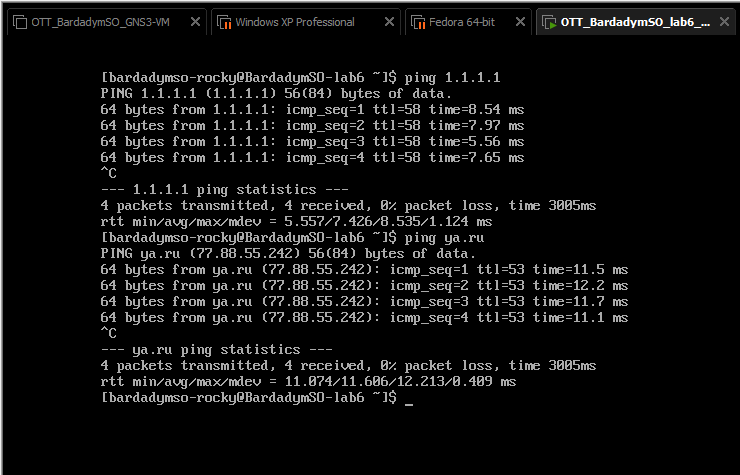 OTT_BardadymSO_GNS3-VM
Windows XP Professional
Fedora 64-bit
OTT_BardadymSO_lab6_...
[bardadymso-rocky@BardadymSO-lab6 ~]$ ping 1.1.1.1
PING 1.1.1.1 (1.1.1.1) 56(84) bytes of data.
64 bytes from 1.1.1.1: icmp_seq=1 ttl=58 time=8.54 ms
64 bytes from 1.1.1.1: icmp_seq=2 ttl=58 time=7.97 ms
64 bytes from 1.1.1.1: icmp_seq=3 ttl=58 time=5.56 ms
64 bytes from 1.1.1.1: icmp_seq=4 ttl=58 time=7.65 ms
^C
--- 1.1.1.1 ping statistics ---
4 packets transmitted, 4 received, 0% packet loss, time 3005ms
rtt min/avg/max/mdev = 5.557/7.426/8.535/1.124 ms
[bardadymso-rocky@BardadymSO-lab6 ~]$ ping ya.ru
PING ya.ru (77.88.55.242) 56(84) bytes of data.
64 bytes from ya.ru (77.88.55.242): icmp_seq=1 ttl=53 time=11.5 ms
64 bytes from ya.ru (77.88.55.242): icmp_seq=2 ttl=53 time=12.2 ms
64 bytes from ya.ru (77.88.55.242): icmp_seq=3 ttl=53 time=11.7 ms
64 bytes from ya.ru (77.88.55.242): icmp_seq=4 ttl=53 time=11.1 ms
^C
--- ya.ru ping statistics ---
4 packets transmitted, 4 received, 0% packet loss, time 3005ms
rtt min/avg/max/mdev = 11.074/11.606/12.213/0.409 ms
[bardadymso-rocky@BardadymSO-lab6 ~]$ _